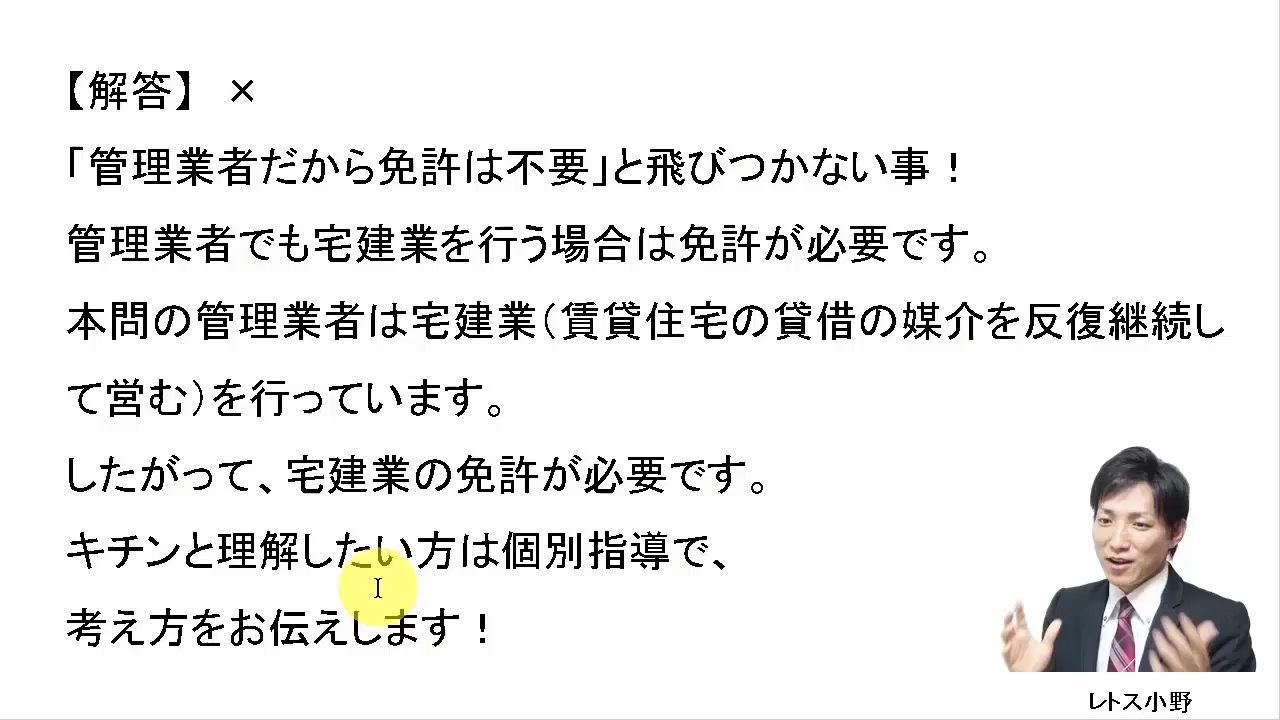 【解答】 ×
「管理業者だから免許は不要」と飛びつかない事！
管理業者でも宅建業を行う場合は免許が必要です。
本問の管理業者は宅建業（賃貸住宅の貸借の媒介を反復継続し
て営む）を行っています。
したがって、宅建業の免許が必要です。
キチンと理解したい方は個別指導で、
考え方をお伝えします！
レトス小野